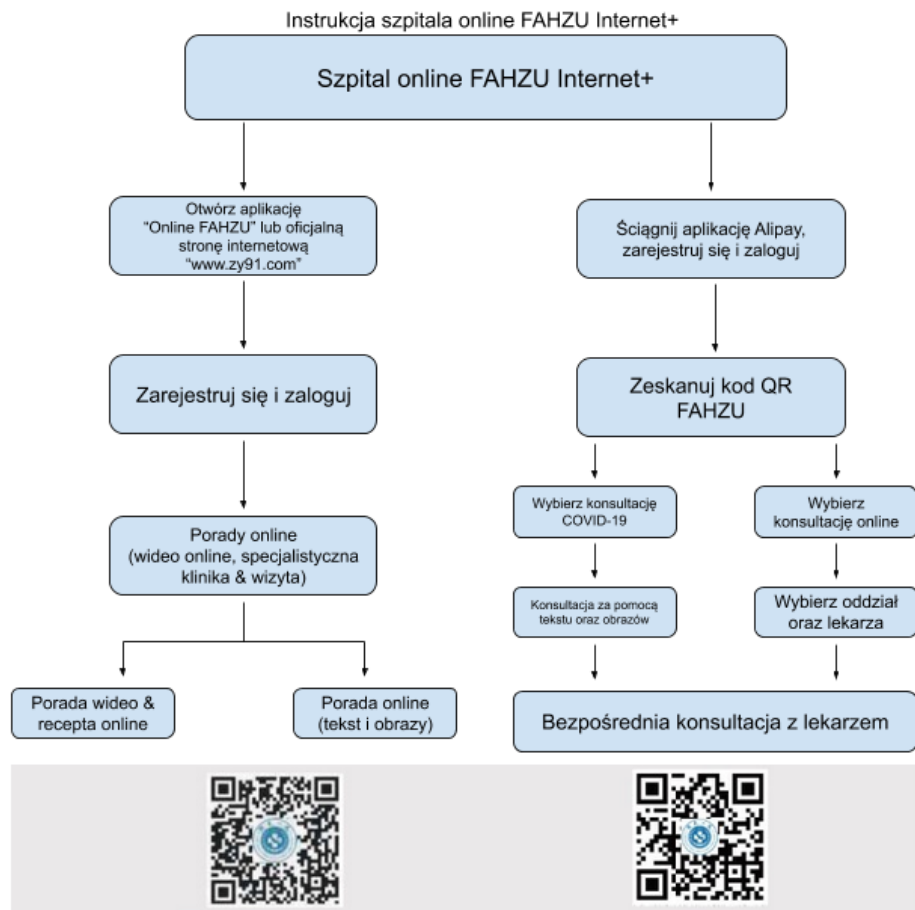 Instrukcja szpitala online FAHZU Internet+
Szpital online FAHZU Internet+
Otwórz aplikację
“Online FAHZU” lub oficjalną
stronę internetową
“www.zy91.com”
Zarejestruj się i zaloguj
Porady online
(wideo online, specjalistyczna
klinika & wizyta)
Porada wideo &
recepta online
Porada online
(tekst i obrazy)
Ściągnij aplikację Alipay,
zarejestruj się i zaloguj
Zeskanuj kod QR
FAHZU
Wybierz konsultację
COVID-19
Konsultacja za pomocą
tekstu oraz obrazów
Wybierz
konsultację online
Wybierz oddział
oraz lekarza
Bezpośrednia konsultacja z lekarzem